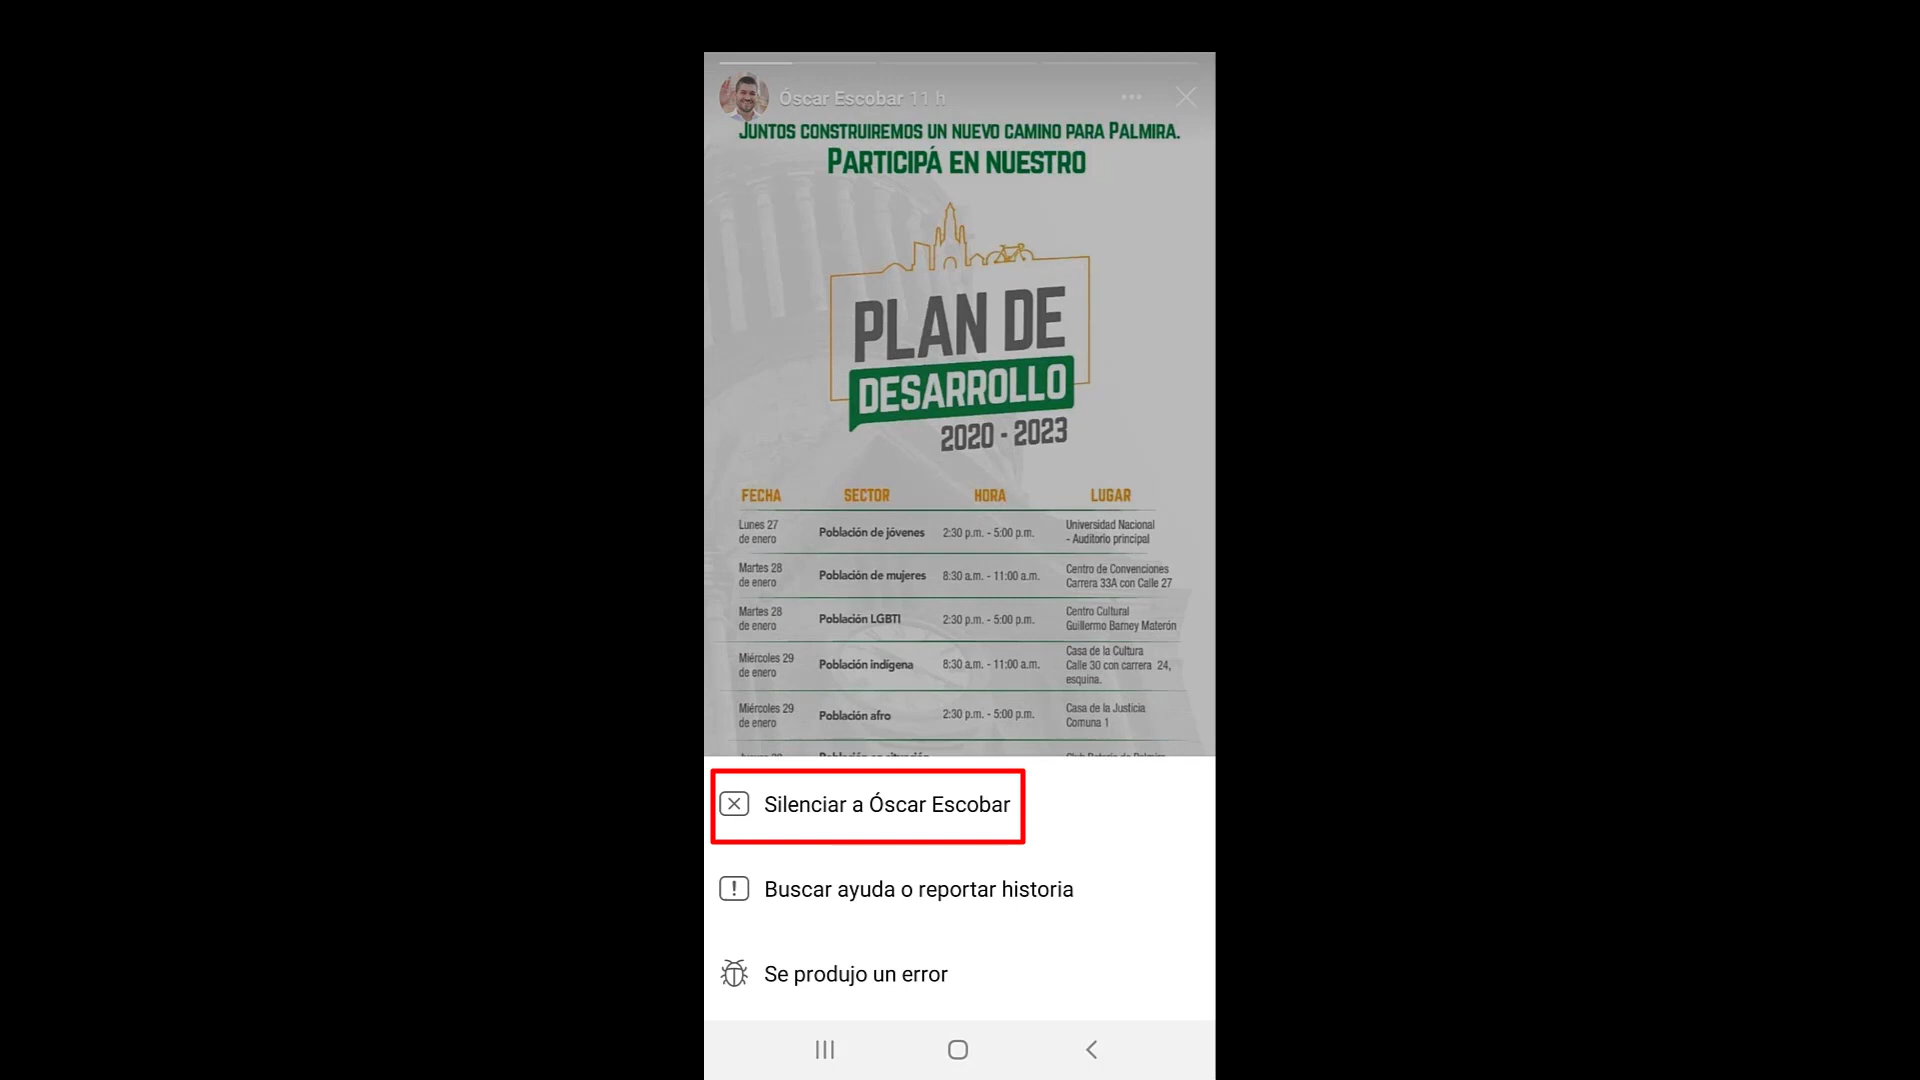 Óscar Escobar 11 h
JUNTOS CONSTRUIREMOS UN NUEVO CAMINO PARA PALMIRA.
PARTICIPÁ EN NUESTRO
PLAN DE
DESARROLLO
2020 - 2023
FECHA SECTOR HORA LUGAR
Lunes 27
de enero
Población de jóvenes
2:30 p.m. - 5:00 p.m.
Universidad Nacional
- Auditorio principal
Martes 28
de enero
Población de mujeres
8:30 a.m. - 11:00 a.m.
Centro de Convenciones
Carrera 33A con Calle 27
Martes 28
de enero
Población LGBTI
2:30 p.m. - 5:00 p.m.
Centro Cultural
Guillermo Barney Materón
Miércoles 29
de enero
Población indígena
8:30 a.m. - 11:00 a.m.
Casa de la Cultura
Calle 30 con carrera 24,
esquina.
Miércoles 29
de enero
Población afro
2:30 p.m. - 5:00 p.m.
Casa de la Justicia
Comuna 1
Silenciar a Óscar Escobar
Buscar ayuda o reportar historia
Se produjo un error